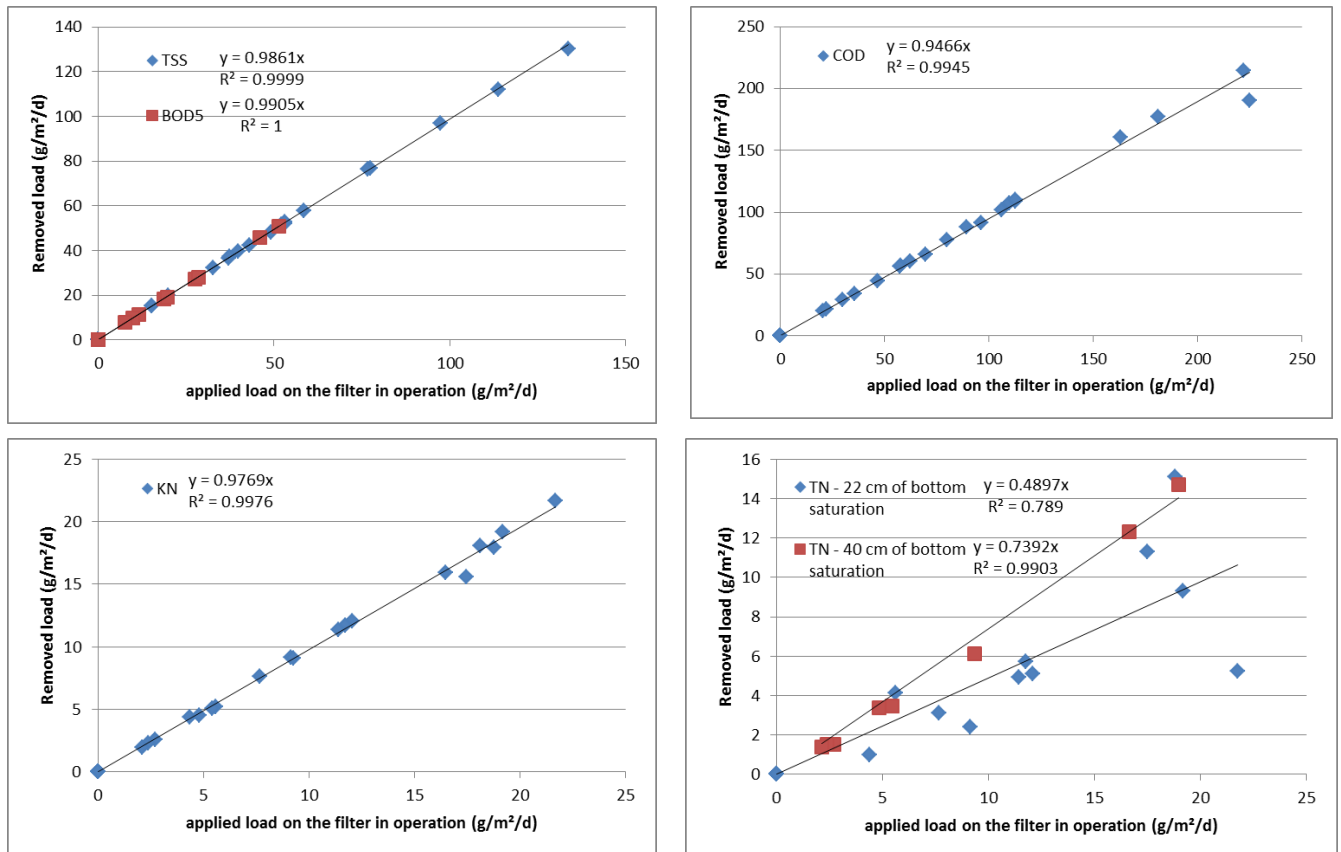 140
120
100
80
60
40
20
0
TSS
y = 0.9861x
R² = 0.9999
BOD5
y = 0.9905x
R² = 1
Removed load (g/m²/d)
0 50 100 150
applied load on the filter in operation (g/m²/d)
250
200
150
100
50
0
COD
y = 0.9466x
R² = 0.9945
Removed load (g/m²/d)
0 50 100 150 200 250
applied load on the filter in operation (g/m²/d)
25
20
15
10
5
0
KN
y = 0.9769x
R² = 0.9976
Removed load (g/m²/d)
0 5 10 15 20 25
applied load on the filter in operation (g/m²/d)
16
14
12
10
8
6
4
2
0
TN - 22 cm of bottom
saturation
y = 0.4897x
R² = 0.789
TN - 40 cm of bottom
saturation
y = 0.7392x
R² = 0.9903
Removed load (g/m²/d)
0 5 10 15 20 25
applied load on the filter in operation (g/m²/d)